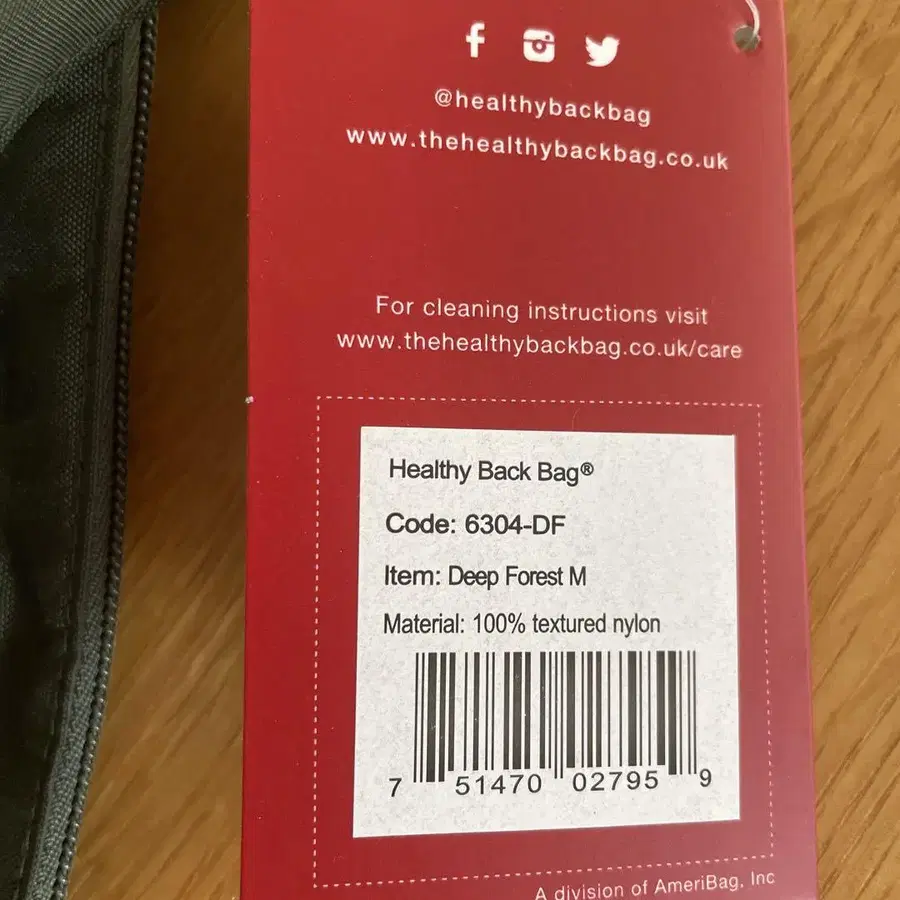 @healthybackbag
www.thehealthybackbag.co.uk
For cleaning instructions visit
www.thehealthybackbag.co.uk/care
Healthy Back Bag®
Code: 6304-DF
Item: Deep Forest M
Material: 100% textured nylon
7 51470 02795 9
A division of AmeriBag, Inc